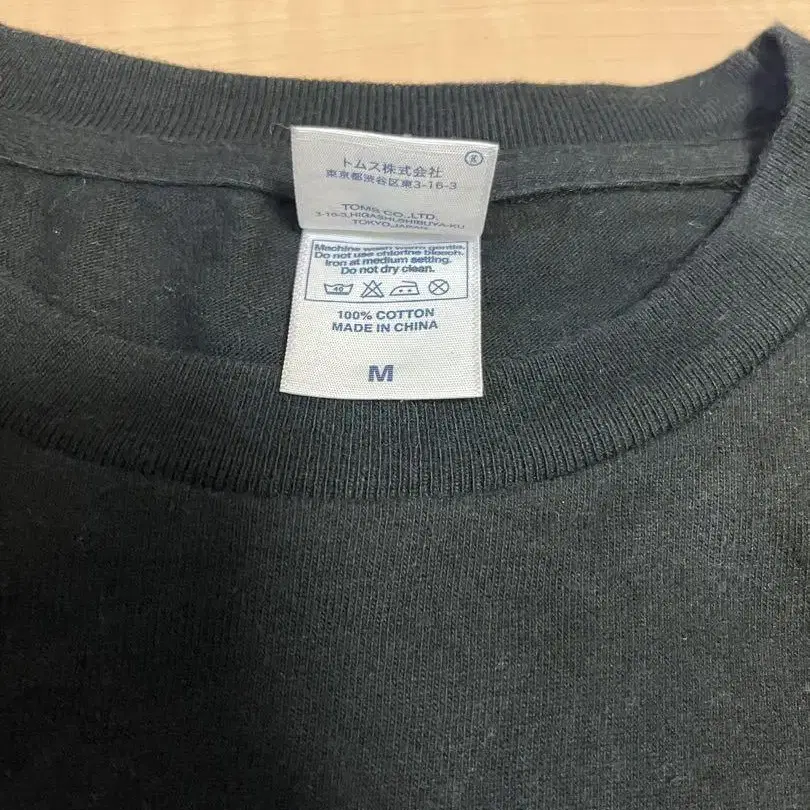 ®
トムス株式会社
東京都渋谷区東3-16-3
TOMS CO.,LTD.
3-16-3,HIGASHI,SHIBUYA-KU
TOKYO,JAPAN
Machine wash warm gentle.
Do not use chlorine bleech.
Iron at medium setting.
Do not dry clean.
40
100% COTTON
MADE IN CHINA
M